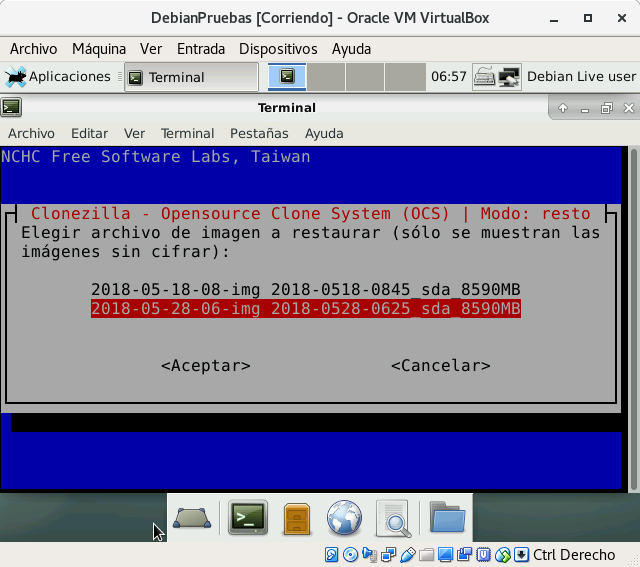 DebianPruebas [Corriendo] - Oracle VM VirtualBox
Archivo Máquina Ver Entrada Dispositivos Ayuda
Aplicaciones Terminal 06:57 Debian Live user
Terminal
Archivo Editar Ver Terminal Pestañas Ayuda
NCHC Free Software Labs, Taiwan
Clonezilla - Opensource Clone System (OCS) | Modo: resto
Elegir archivo de imagen a restaurar (sólo se muestran las
imágenes sin cifrar):
2018-05-18-08-img 2018-0518-0845_sda_8590MB
2018-05-28-06-img 2018-0528-0625_sda_8590MB
<Aceptar> <Cancelar>
Ctrl Derecho